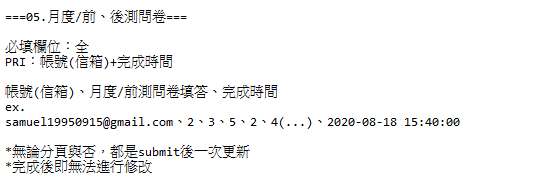 ===05.月度/前、後測問卷===
必填欄位：全
PRI：帳號(信箱)+完成時間
帳號(信箱)、月度/前測問卷填答、完成時間
ex.
samuel19950915@gmail.com、2、3、5、2、4(...)、2020-08-18 15:40:00
*無論分頁與否，都是submit後一次更新
*完成後即無法進行修改